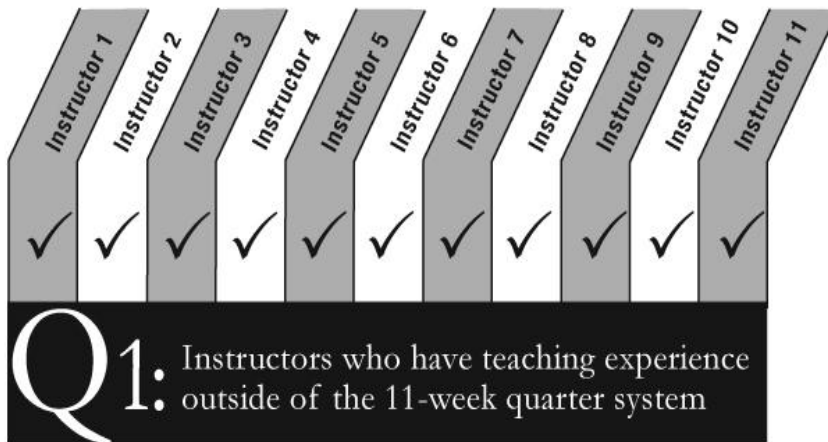 Instructor 1
Instructor 2
Instructor 3
Instructor 4
Instructor 5
Instructor 6
Instructor 7
Instructor 8
Instructor 9
Instructor 10
Instructor 11
Q1: Instructors who have teaching experience
outside of the 11-week quarter system